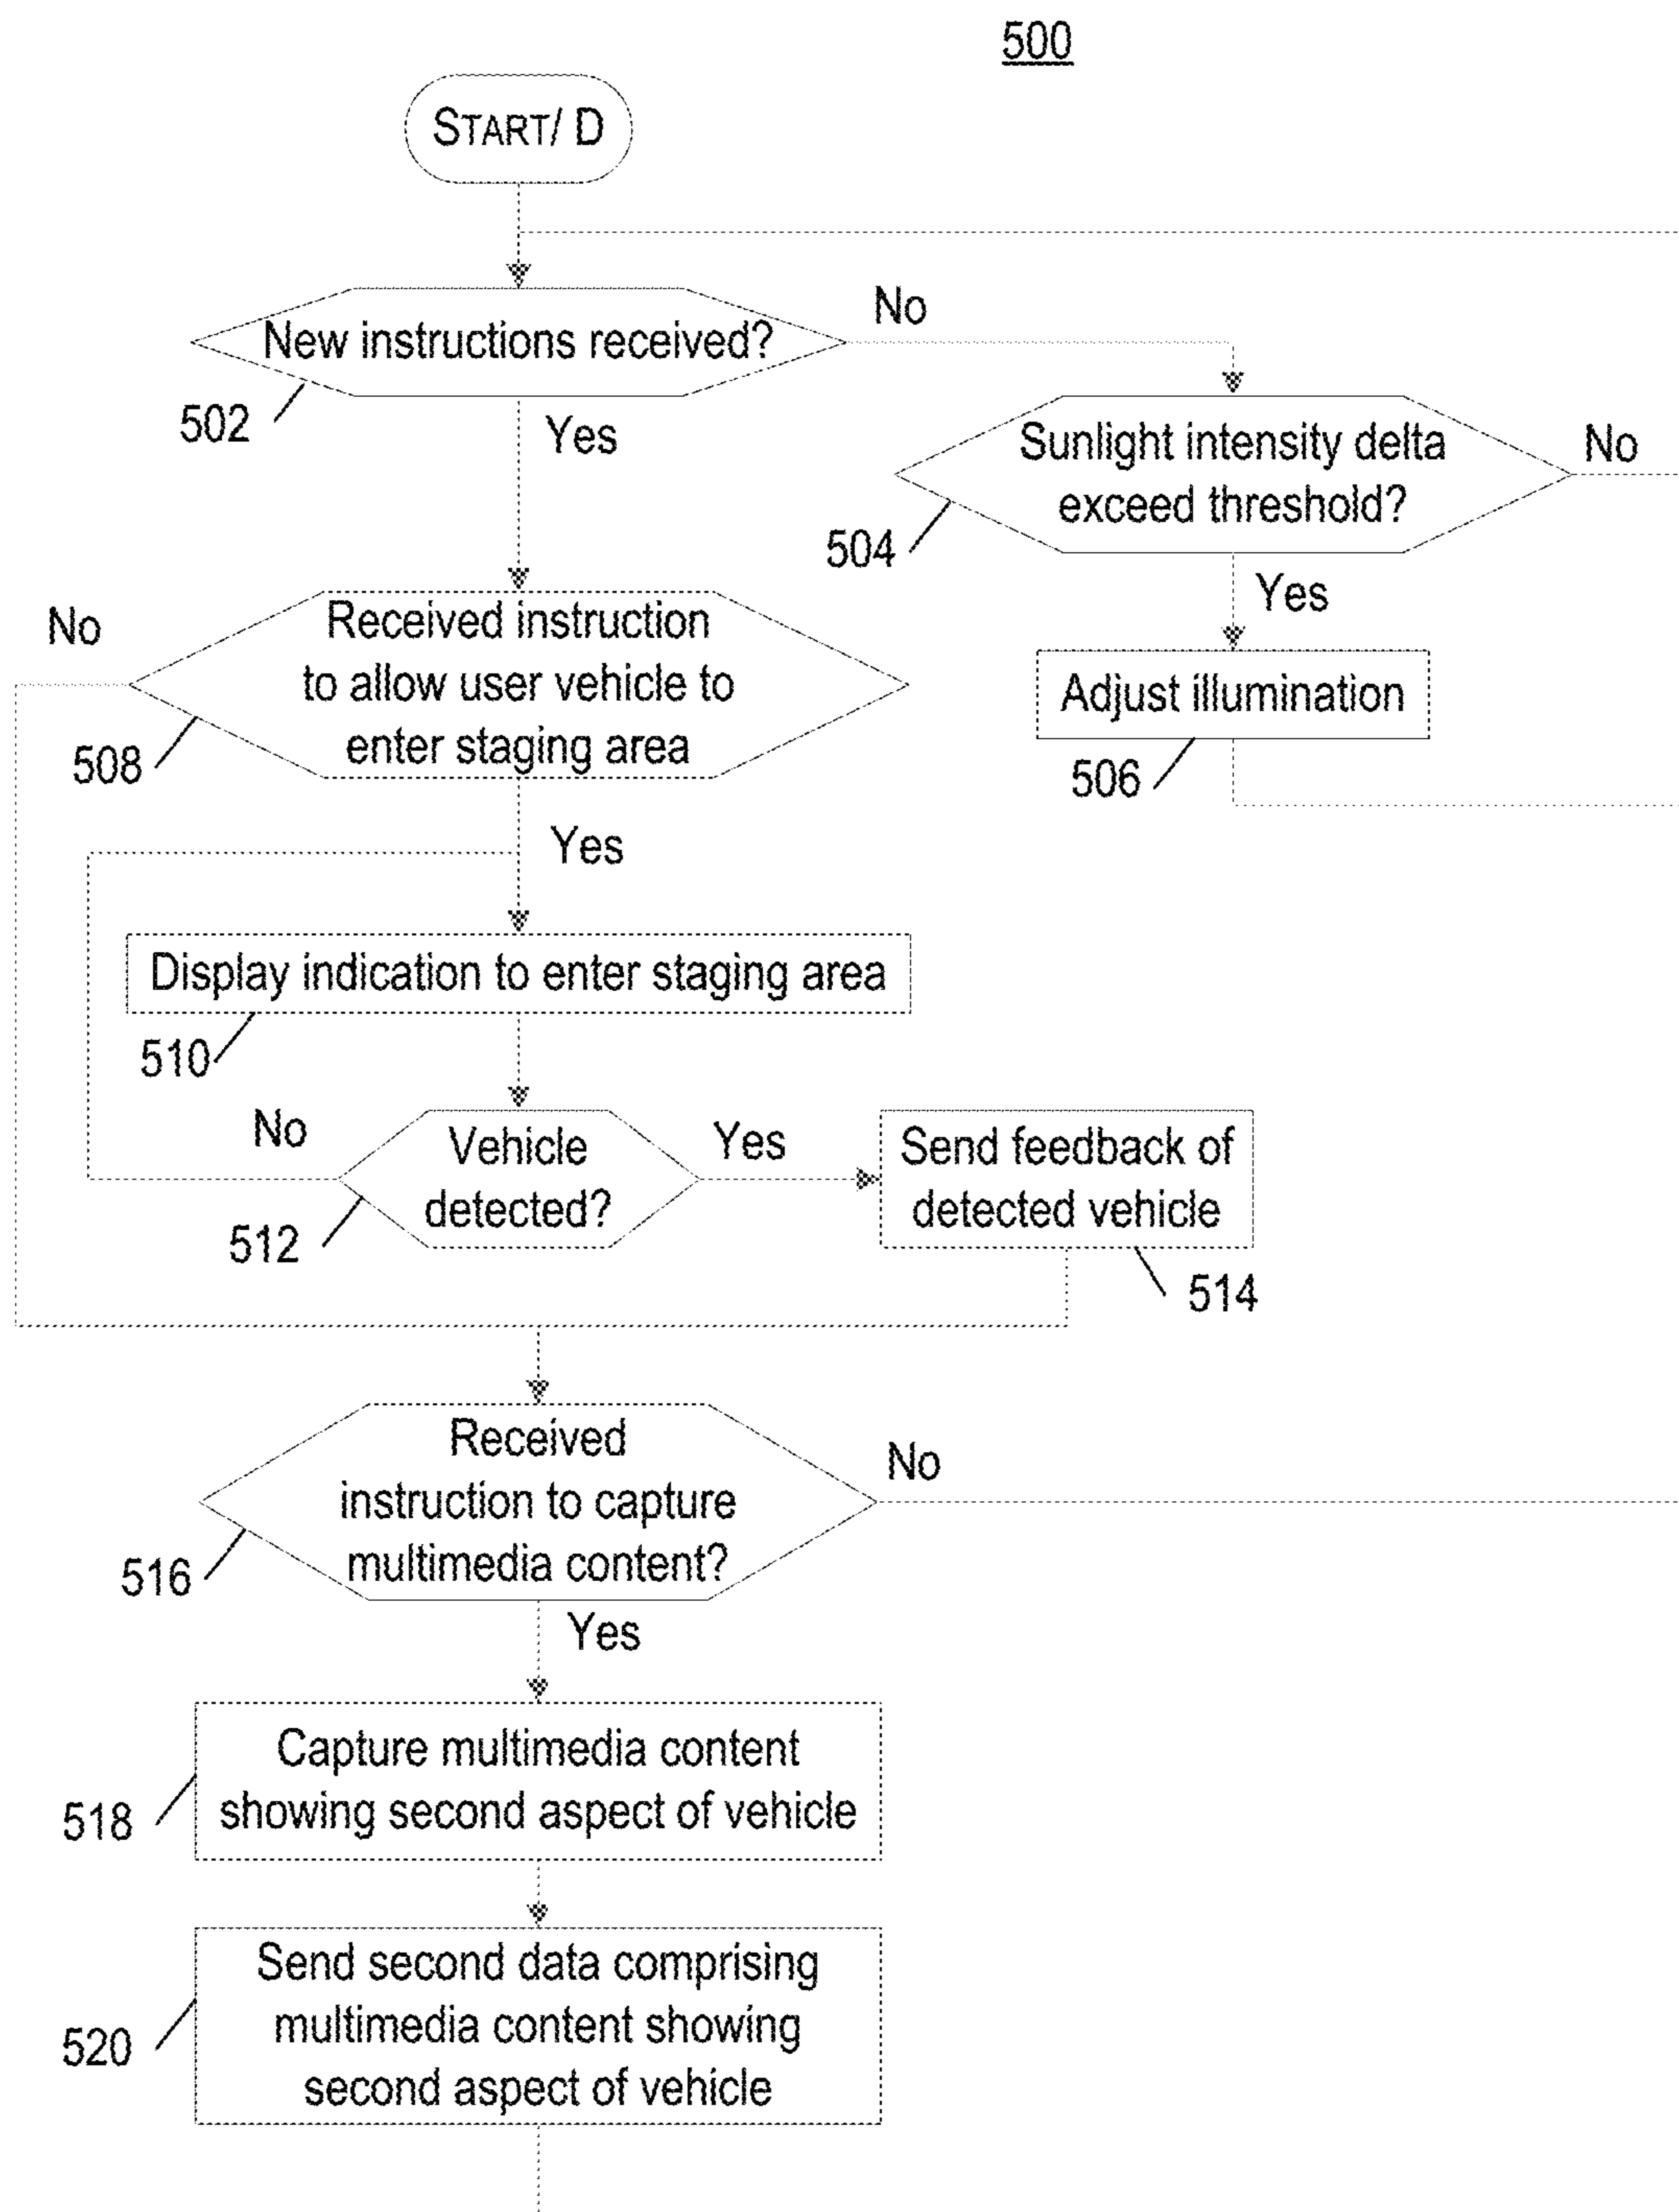 500
START/ D
New instructions received?
No
502
Yes
Sunlight intensity delta
exceed threshold?
No
504
Yes
Adjust illumination
506
Received instruction
to allow user vehicle to
enter staging area
No
508
Yes
Display indication to enter staging area
510
Vehicle
detected?
No
Yes
512
Send feedback of
detected vehicle
514
Received
instruction to capture
multimedia content?
No
516
Yes
Capture multimedia content
showing second aspect of vehicle
518
Send second data comprising
multimedia content showing
second aspect of vehicle
520